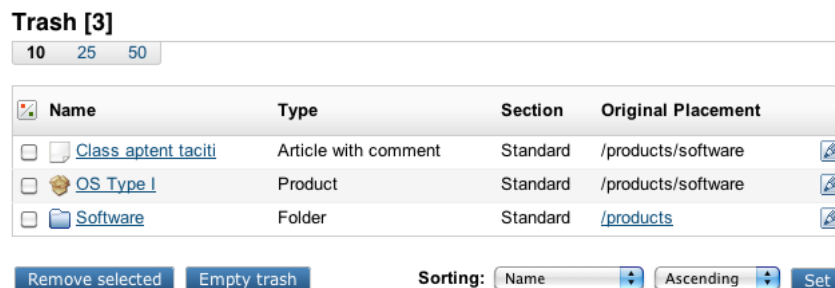 Trash [3]
10 25 50
Name Type Section Original Placement
Class aptent taciti Article with comment Standard /products/software
OS Type I Product Standard /products/software
Software Folder Standard /products
Remove selected Empty trash Sorting: Name Ascending Set